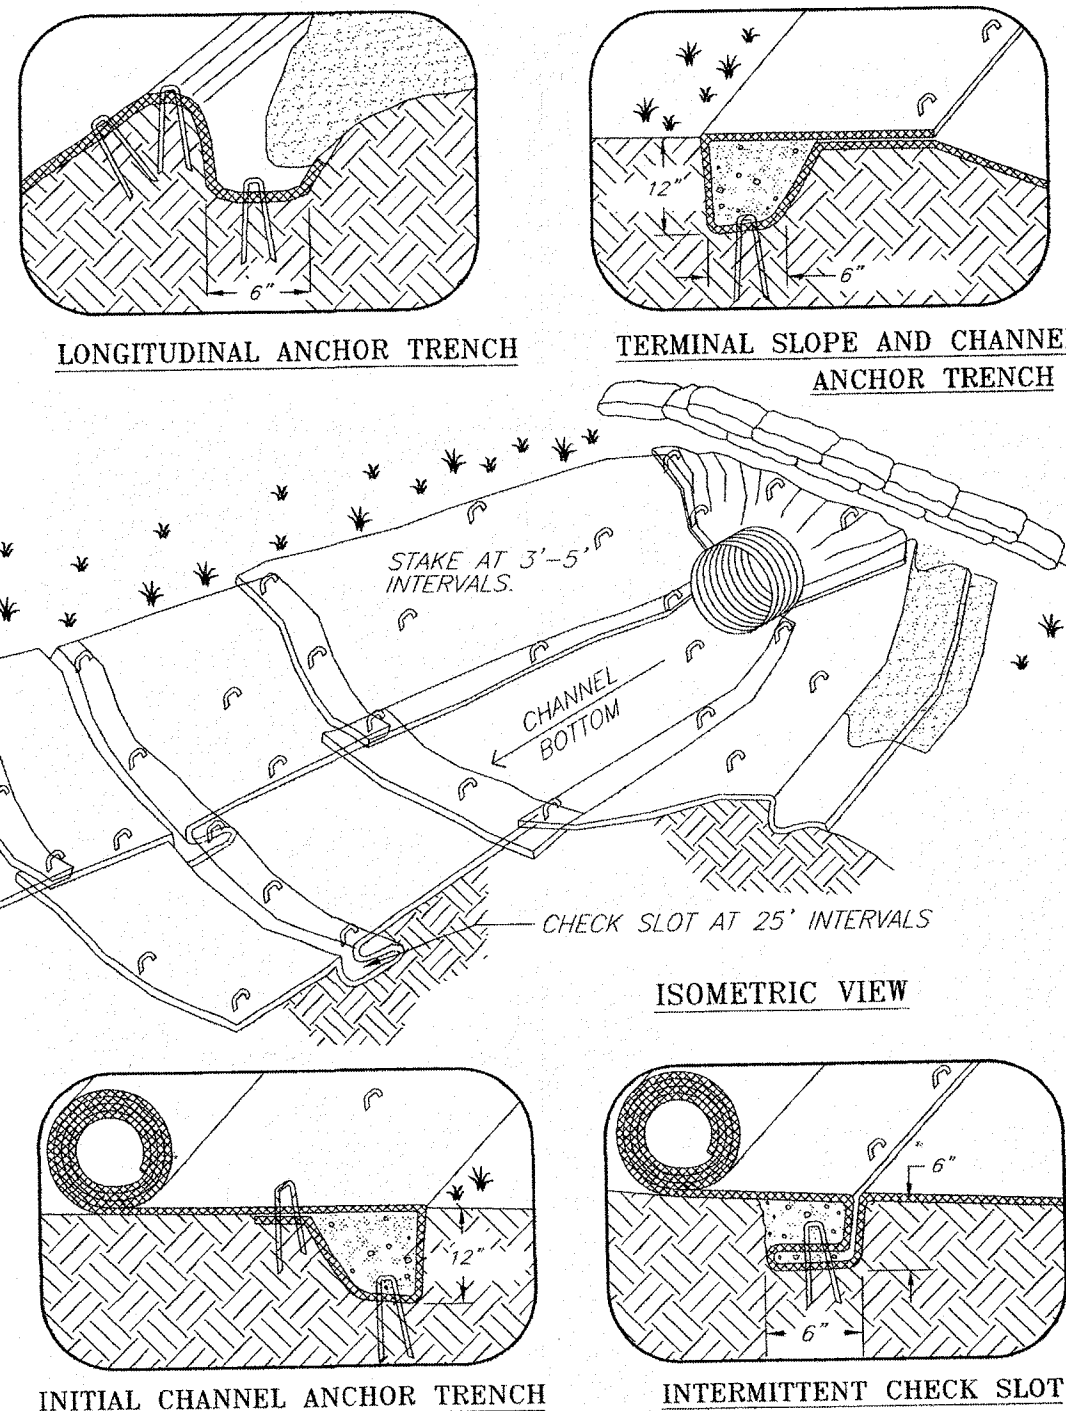 6"
12"
6"
LONGITUDINAL ANCHOR TRENCH
TERMINAL SLOPE AND CHANNEL
ANCHOR TRENCH
STAKE AT 3'-5'
INTERVALS.
CHANNEL
BOTTOM
CHECK SLOT AT 25' INTERVALS
ISOMETRIC VIEW
12"
6"
6"
INITIAL CHANNEL ANCHOR TRENCH
INTERMITTENT CHECK SLOT